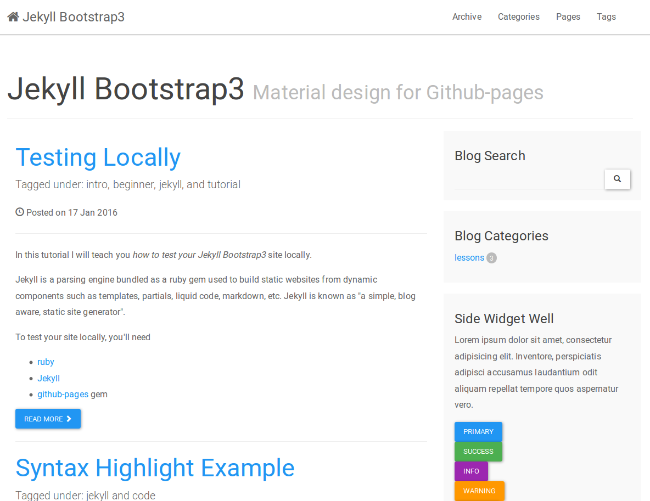 Jekyll Bootstrap3
Archive Categories Pages Tags
Jekyll Bootstrap3 Material design for Github-pages
Testing Locally
Tagged under: intro, beginner, jekyll, and tutorial
Posted on 17 Jan 2016
In this tutorial I will teach you how to test your Jekyll Bootstrap3 site locally.
Jekyll is a parsing engine bundled as a ruby gem used to build static websites from dynamic
components such as templates, partials, liquid code, markdown, etc. Jekyll is known as "a simple, blog
aware, static site generator".
To test your site locally, you'll need
ruby
Jekyll
github-pages gem
READ MORE
Syntax Highlight Example
Tagged under: jekyll and code
Blog Search
Blog Categories
lessons
Side Widget Well
Lorem ipsum dolor sit amet, consectetur
adipisicing elit. Inventore, perspiciatis
adipisci accusamus laudantium odit
aliquam repellat tempore quos aspernatur
vero.
PRIMARY
SUCCESS
INFO
WARNING